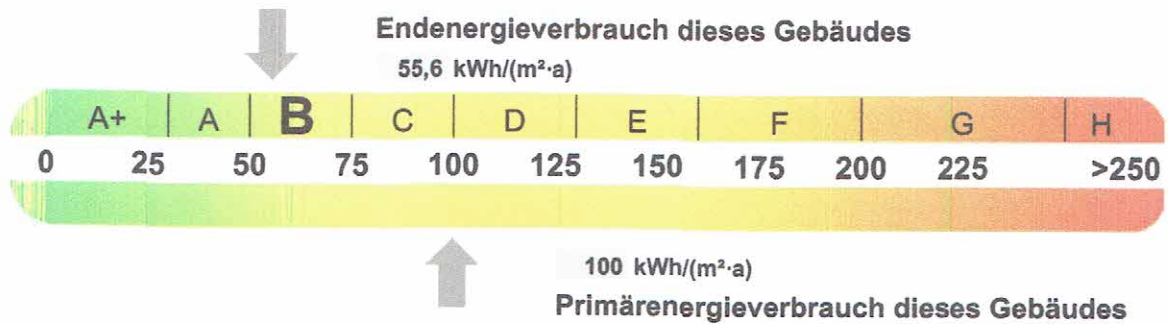 Endenergieverbrauch dieses Gebäudes
55,6 kWh/(m²·a)
A+ A B C D E F G H
0 25 50 75 100 125 150 175 200 225 >250
100 kWh/(m²·a)
Primärenergieverbrauch dieses Gebäudes